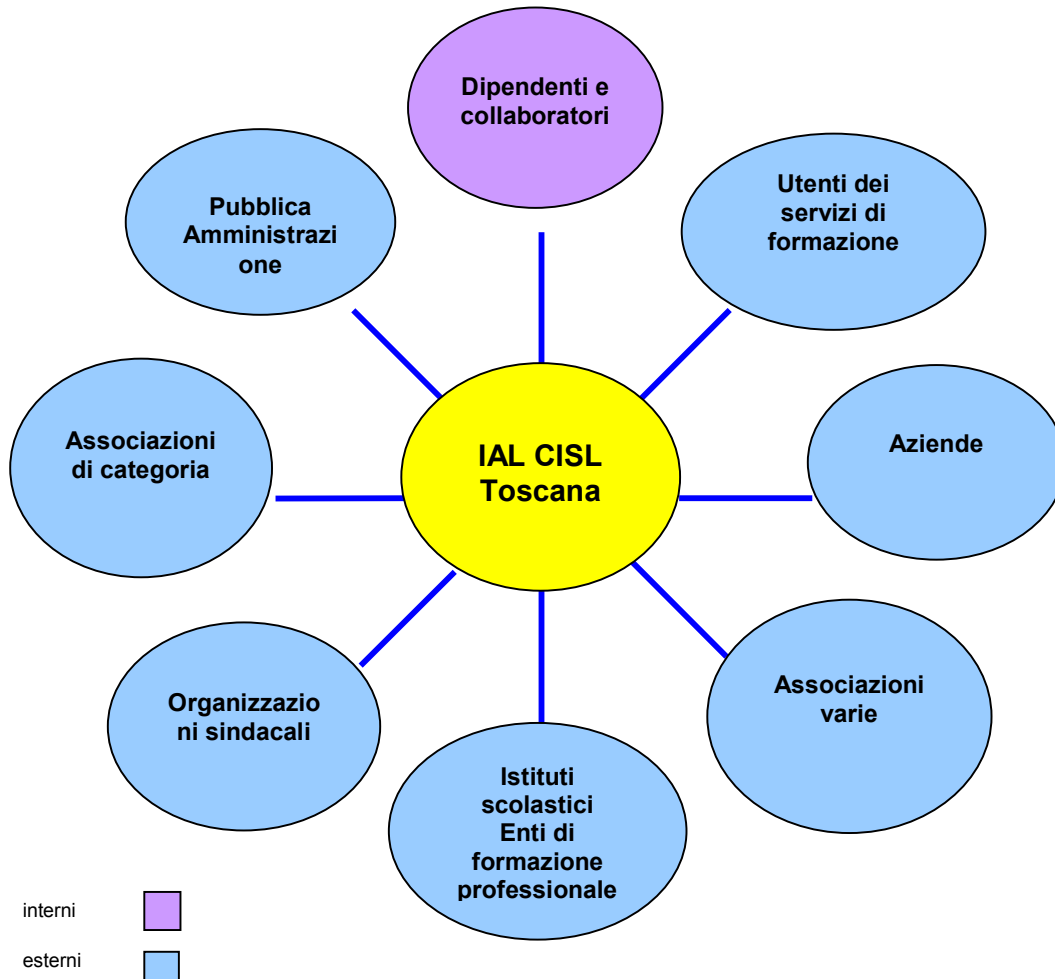 Dipendenti e
collaboratori
Utenti dei
servizi di
formazione
Pubblica
Amministrazi
one
Associazioni
di categoria
IAL CISL
Toscana
Aziende
Organizzazio
ni sindacali
Associazioni
varie
Istituti
scolastici
Enti di
formazione
professionale
interni
esterni